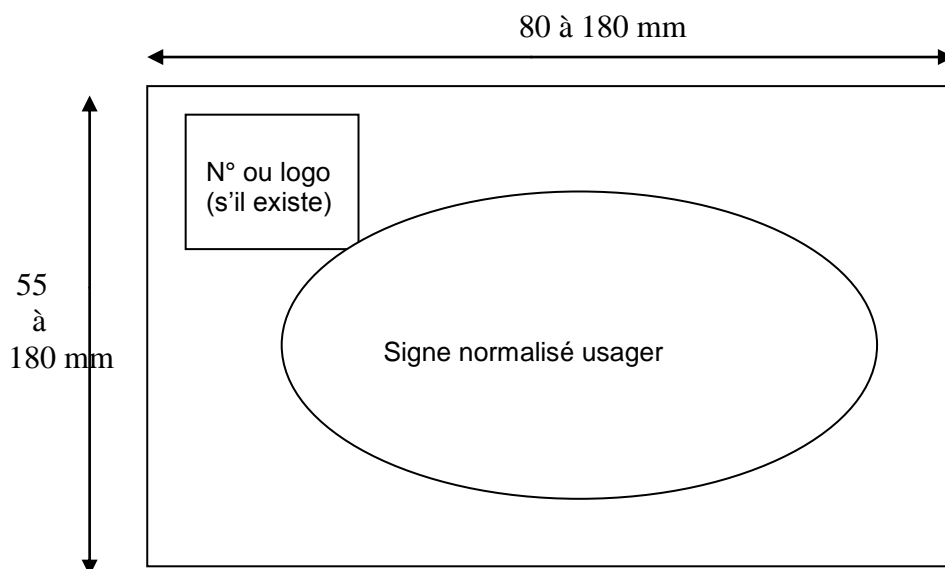 80 à 180 mm
N° ou logo
(s'il existe)
55
à
180 mm
Signe normalisé usager